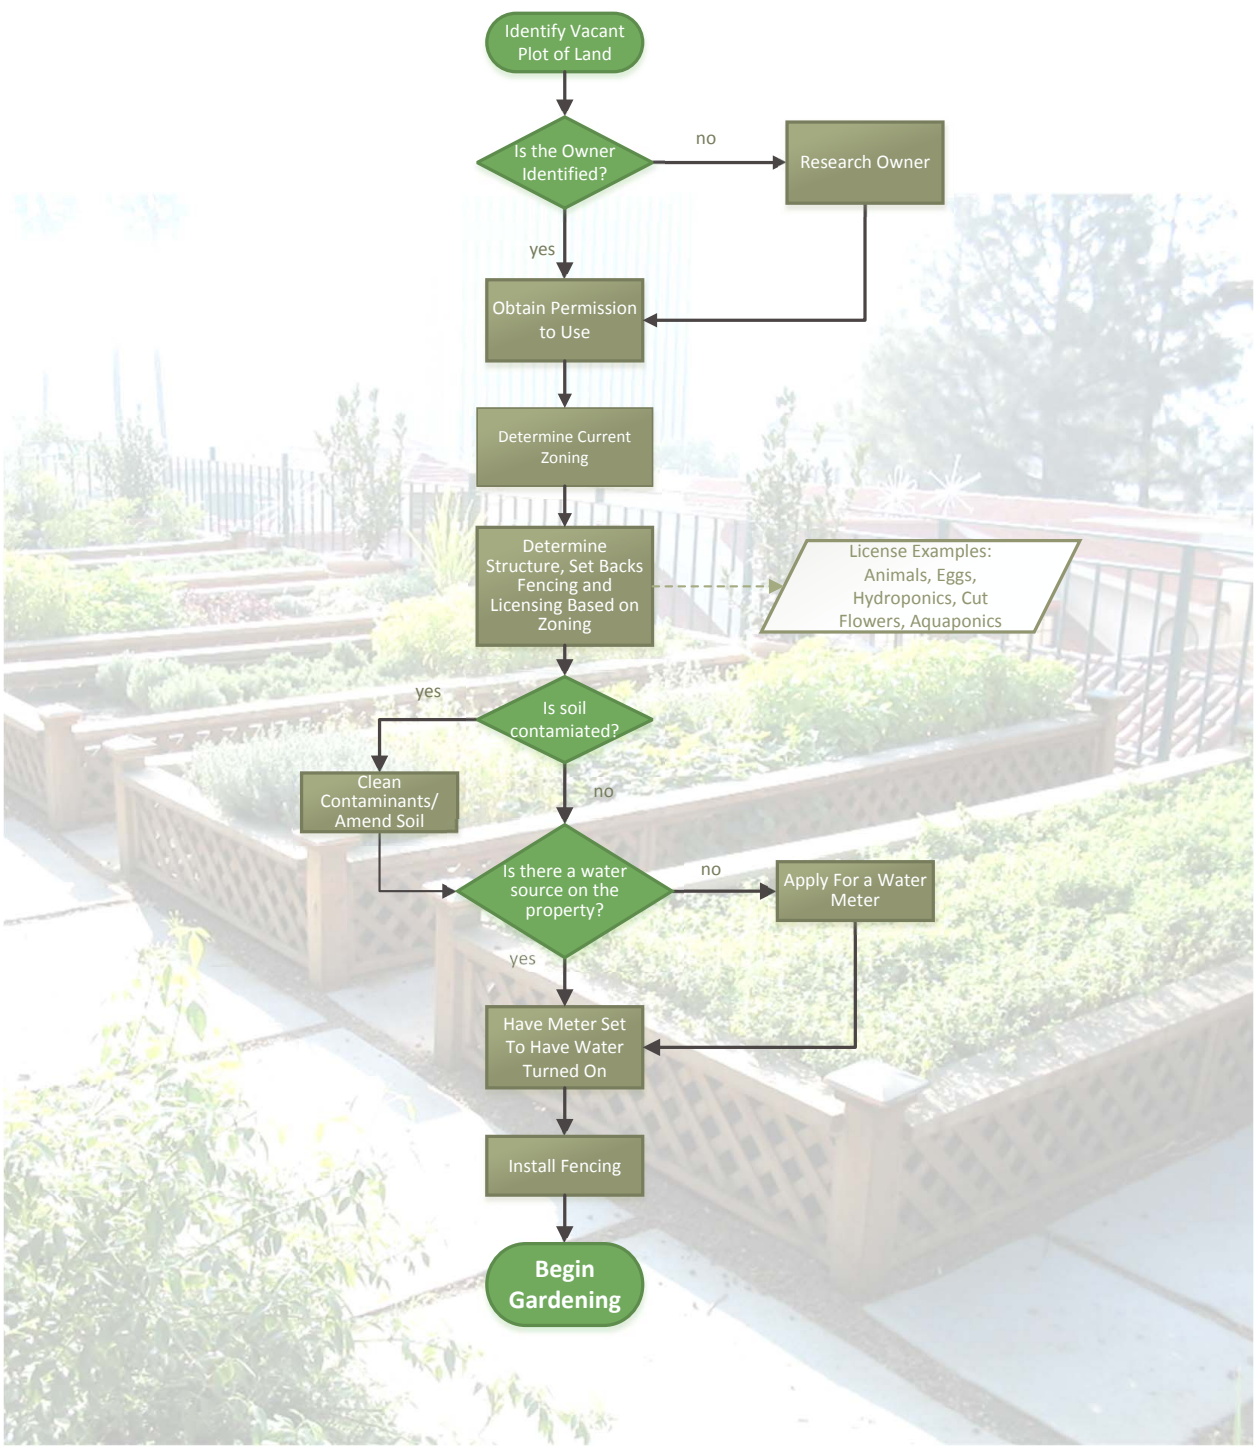 Identify Vacant
Plot of Land
Is the Owner
Identified?
no
Research Owner
yes
Obtain Permission
to Use
Determine Current
Zoning
Determine
Structure, Set Backs
Fencing and
Licensing Based on
Zoning
License Examples:
Animals, Eggs,
Hydroponics, Cut
Flowers, Aquaponics
yes
Is soil
contamiated?
Clean
Contaminants/
Amend Soil
no
Is there a water
source on the
property?
no
Apply For a Water
Meter
yes
Have Meter Set
To Have Water
Turned On
Install Fencing
Begin
Gardening